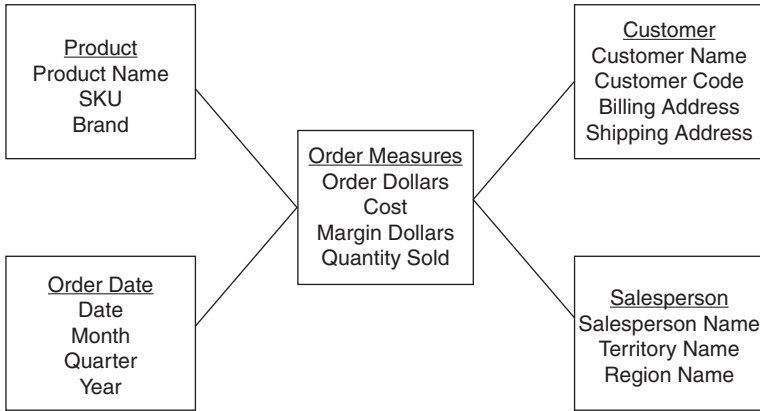 Product
Product Name
SKU
Brand
Customer
Customer Name
Customer Code
Billing Address
Shipping Address
Order Measures
Order Dollars
Cost
Margin Dollars
Quantity Sold
Order Date
Date
Month
Quarter
Year
Salesperson
Salesperson Name
Territory Name
Region Name